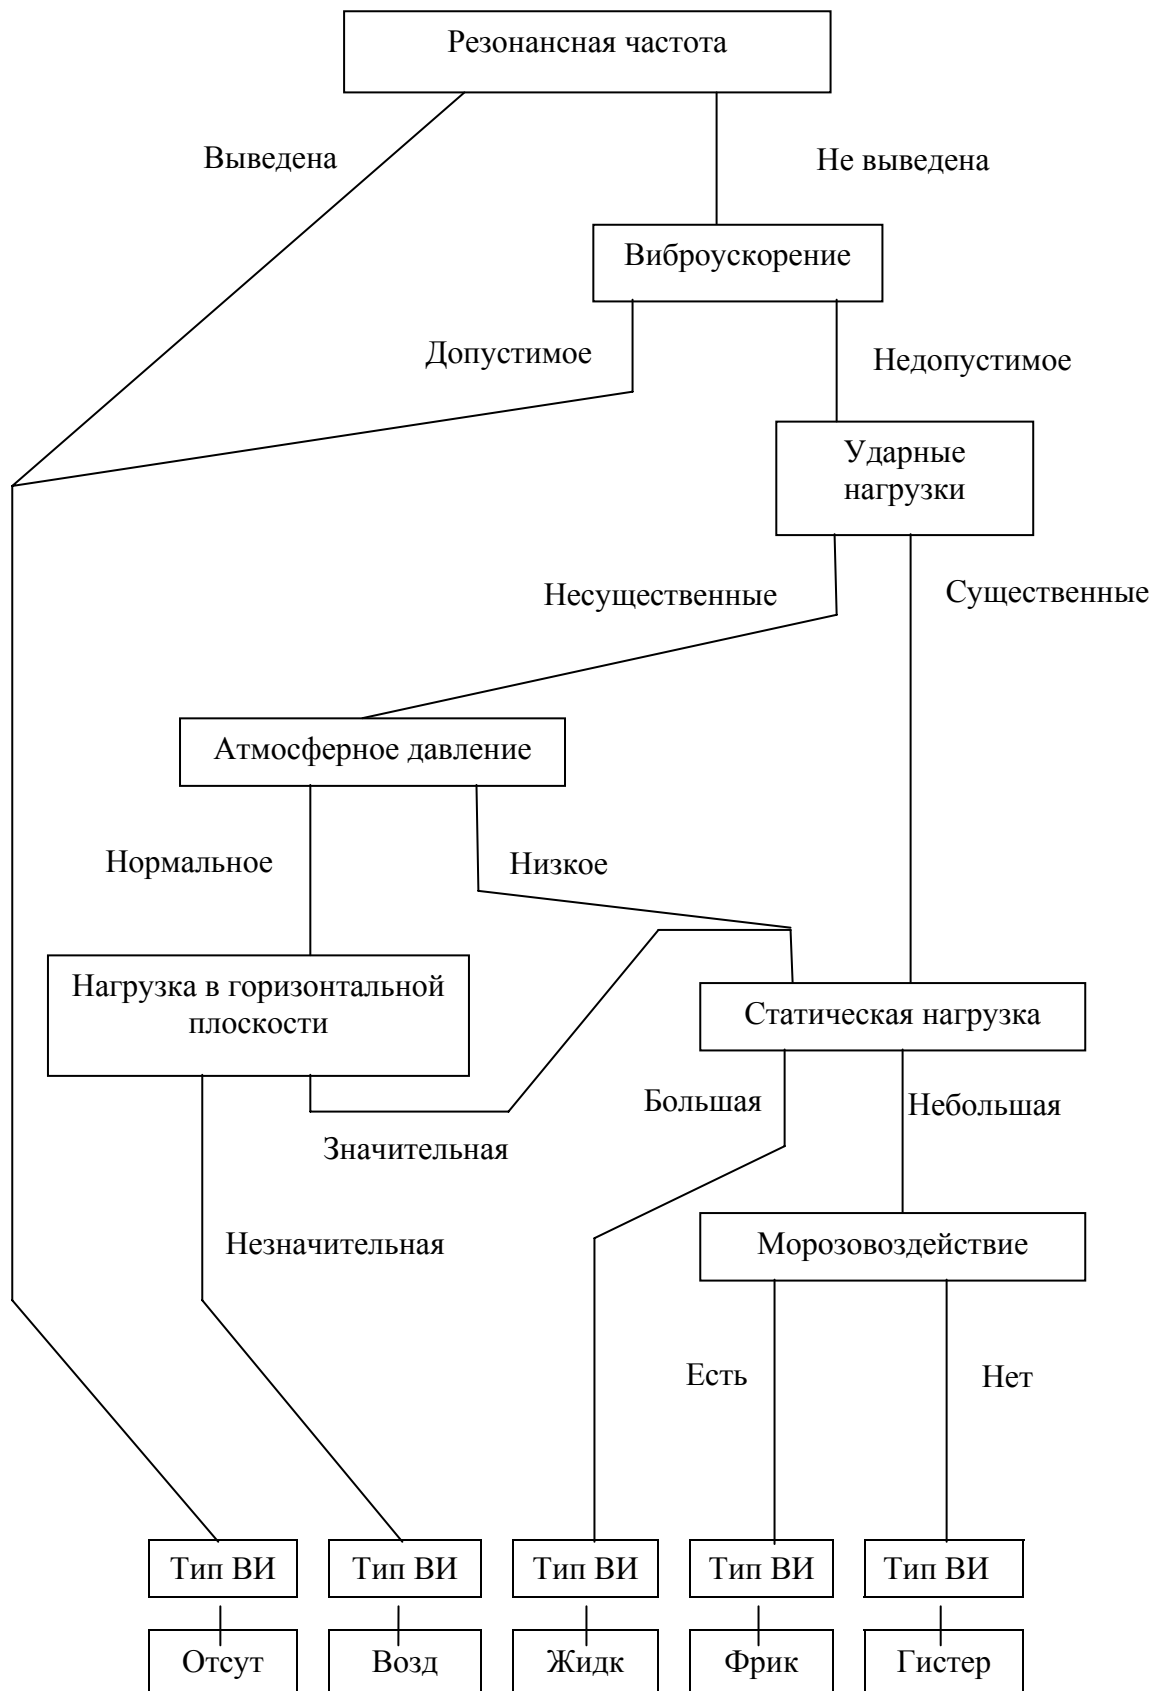 Резонансная частота
Выведена
Не выведена
Виброускорение
Допустимое
Недопустимое
Ударные
нагрузки
Несущественные
Существенные
Атмосферное давление
Нормальное
Низкое
Нагрузка в горизонтальной
плоскости
Статическая нагрузка
Большая
Небольшая
Значительная
Незначительная
Морозовоздействие
Есть
Нет
Тип ВИ
Тип ВИ
Тип ВИ
Тип ВИ
Тип ВИ
Отсут
Возд
Жидк
Фрик
Гистер